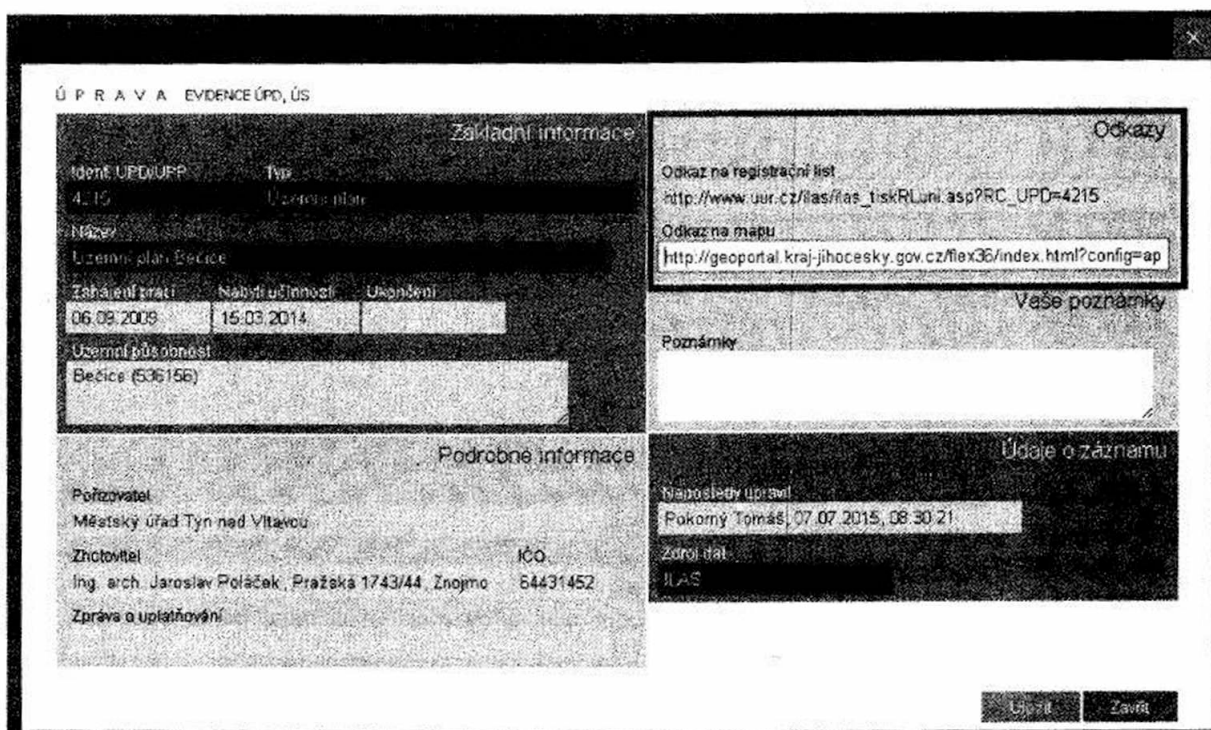 ÚPRAVA EVIDENCE ÚPD, ÚS
Základní informace
Ident. ÚPD/ÚPP Typ
4215 Územní plán
Název
Územní plán Bečice
Zahájení prací Nabytí účinnosti Ukončení
06.09.2009 15.03.2014
Územní působnost
Bečice (536156)
Podrobné informace
Pořizovatel
Městský úřad Týn nad Vltavou
Zhotovitel IČO
Ing. arch. Jaroslav Poláček, Pražská 1743/44, Znojmo 64431452
Zpráva o uplatňování
Odkazy
Odkaz na registrační list
http://www.uur.cz/ilas/ilas_tiskRLuni.asp?RC_UPD=4215
Odkaz na mapu
http://geoportal.kraj-jihocesky.gov.cz/flex36/index.html?config=ap
Vaše poznámky
Poznámky
Údaje o záznamu
Naposledy upravil
Pokorný Tomáš, 07.07.2015, 08:30:21
Zdroj dat
ILAS
Uložit Zavřít